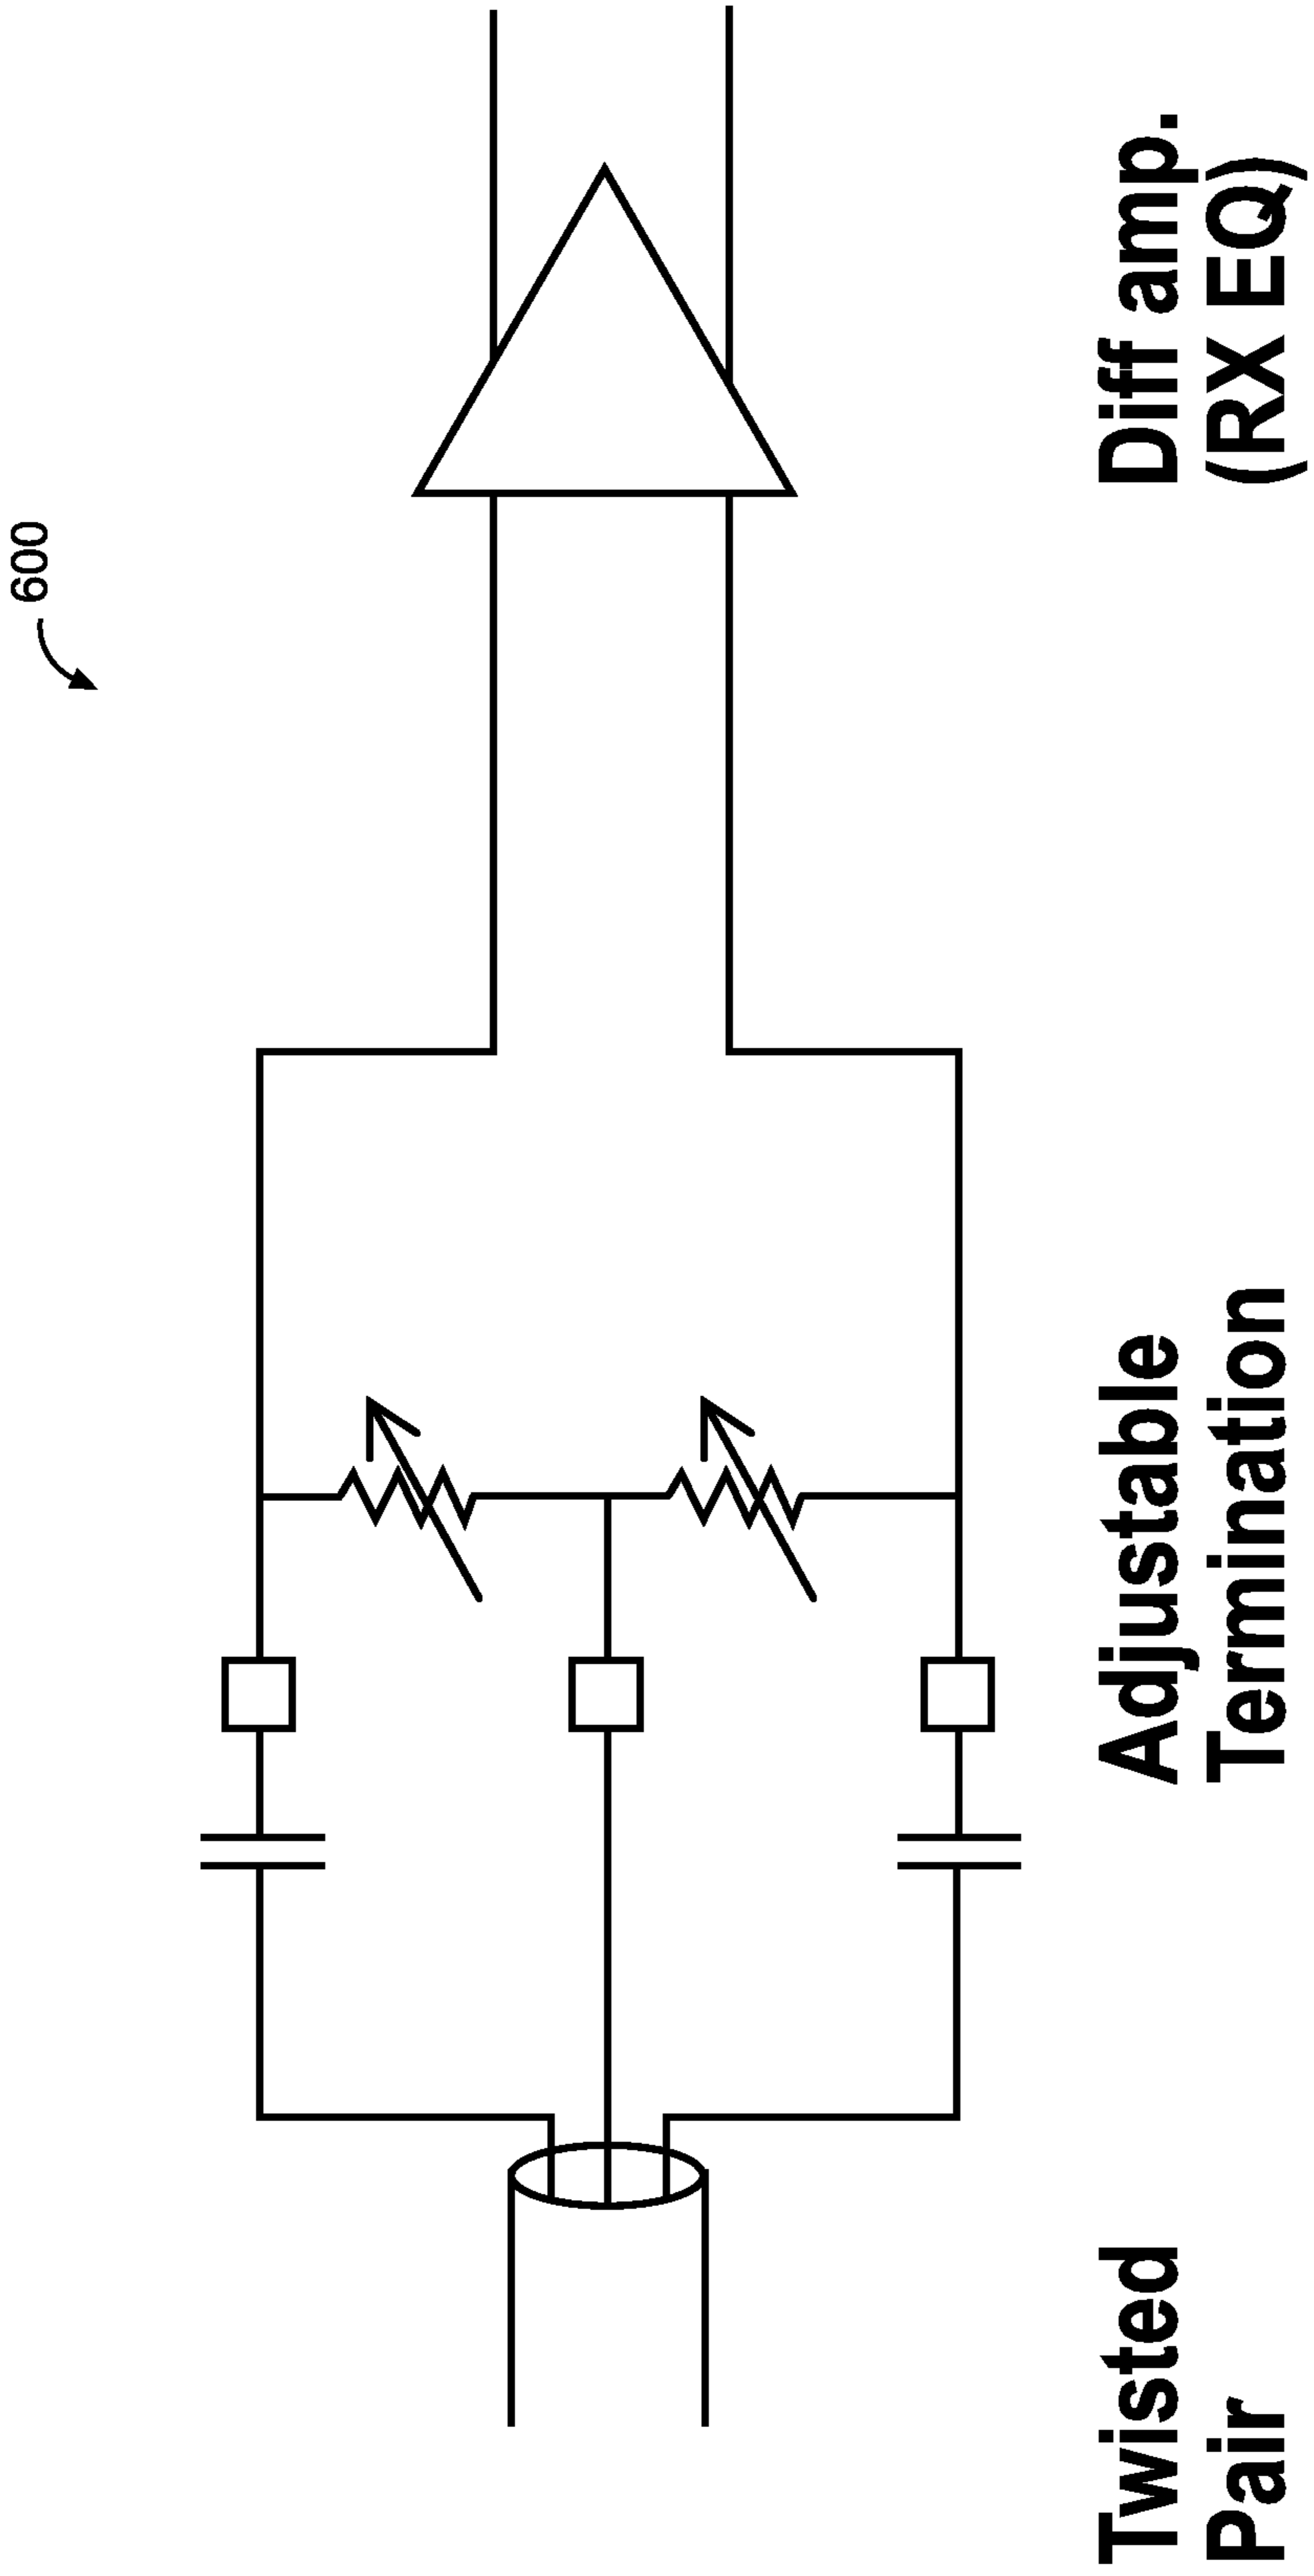 600
Twisted
Pair
Adjustable
Termination
Diff amp.
(RX EQ)